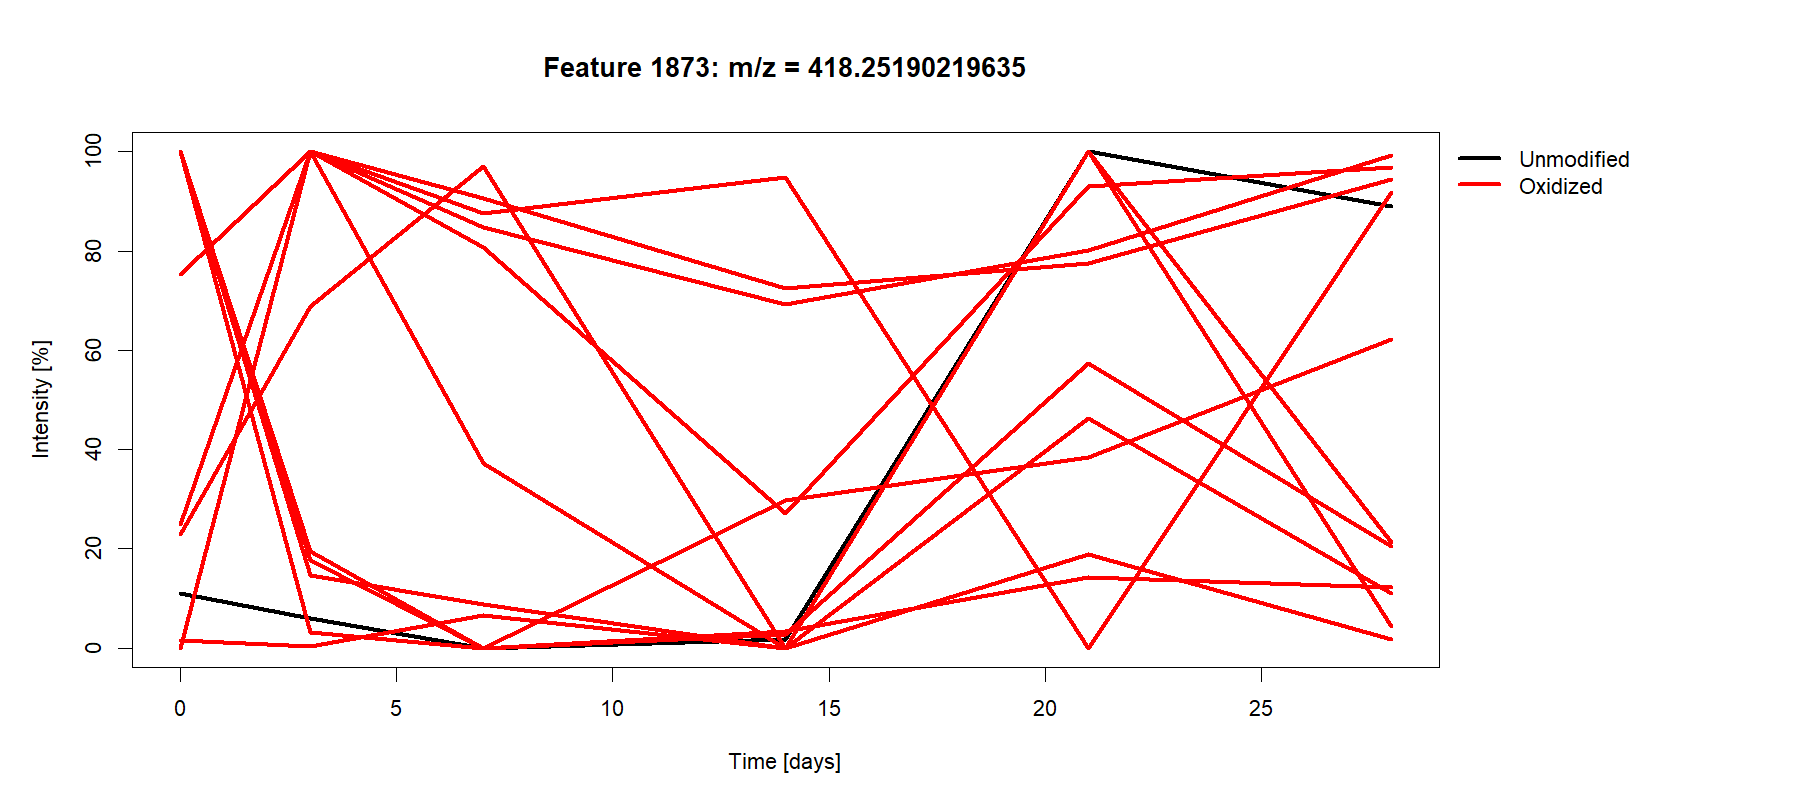 Feature 1873: m/z = 418.25190219635
Unmodified
Oxidized
Intensity [%]
100
80
60
40
20
0
0 5 10 15 20 25
Time [days]